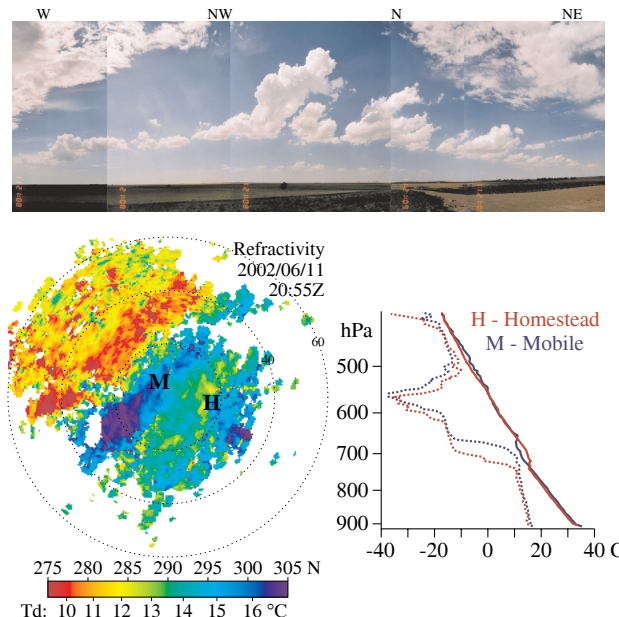 W NW N NE
Refractivity
2002/06/11
20:55Z
60
40
M
H
275 280 285 290 295 300 305 N
Td: 10 11 12 13 14 15 16 °C
hPa
H - Homestead
M - Mobile
500
600
700
800
900
-40 -20 0 20 40 C